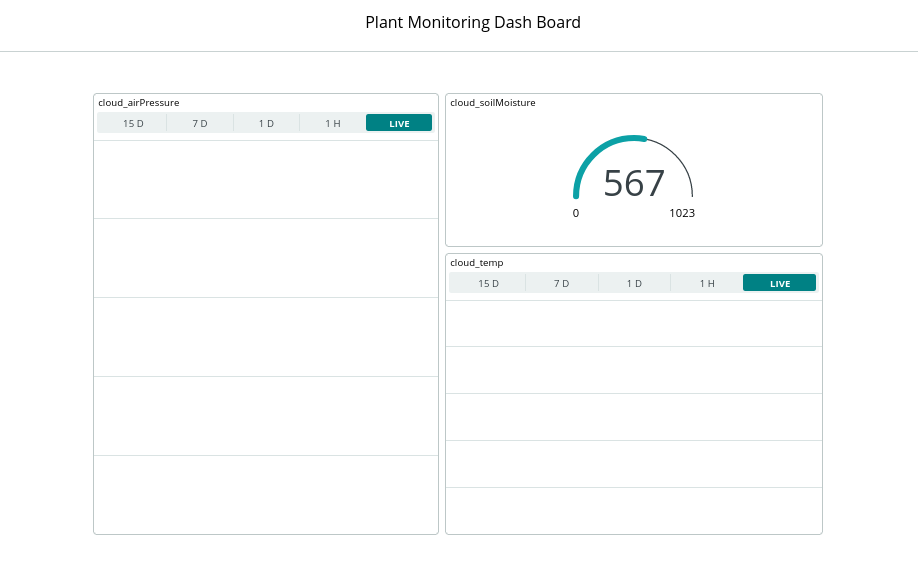 Plant Monitoring Dash Board
cloud_airPressure
15 D 7 D 1 D 1 H LIVE
cloud_soilMoisture
567
0 1023
cloud_temp
15 D 7 D 1 D 1 H LIVE